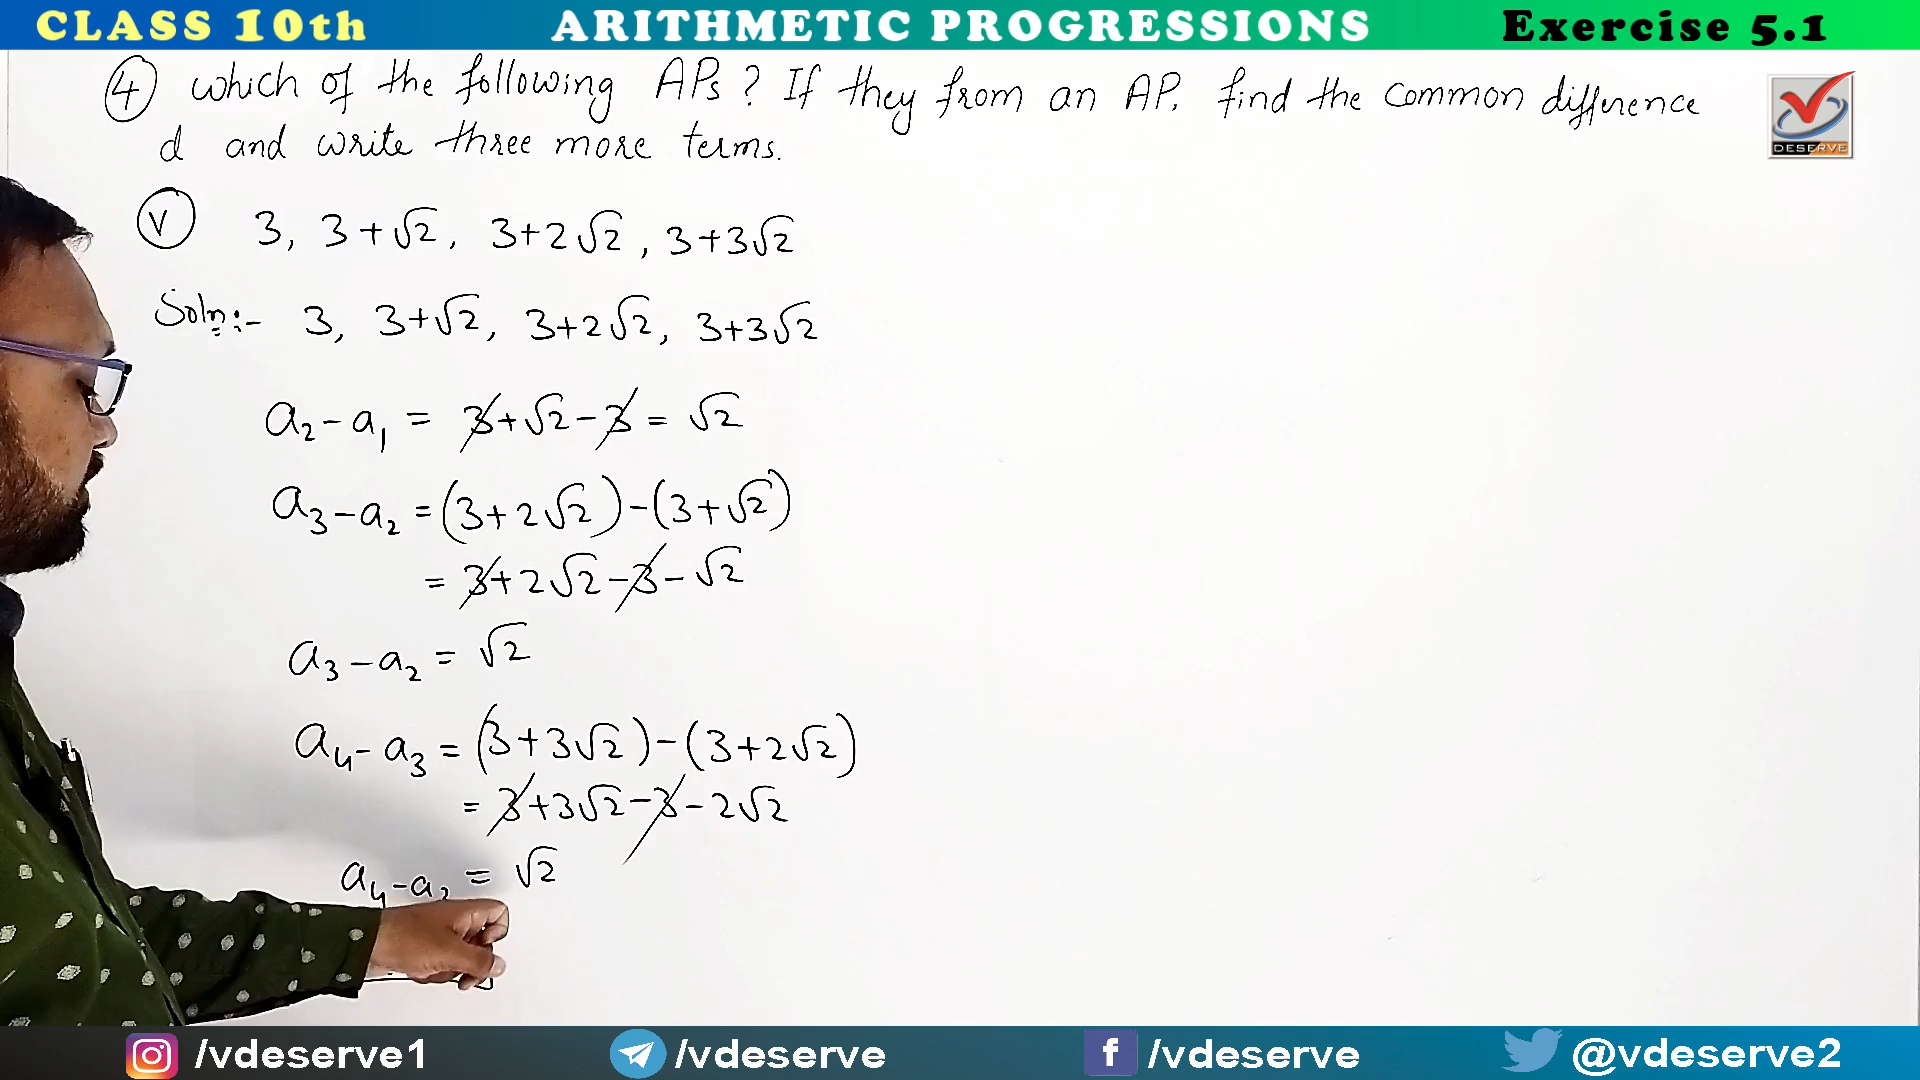 CLASS 10th ARITHMETIC PROGRESSIONS Exercise 5.1
④ which of the following APs ? If they from an AP. find the common difference
d and write three more terms.
DESERVE
Ⓥ 3, 3+√2, 3+2√2, 3+3√2
Soln:- 3, 3+√2, 3+2√2, 3+3√2
a₂-a₁ = 3+√2-3 = √2
a₃-a₂ = (3+2√2)-(3+√2)
= 3+2√2-3-√2
a₃-a₂ = √2
a₄-a₃ = (3+3√2)-(3+2√2)
= 3+3√2-3-2√2
a₄-a₃ = √2
/vdeserve1 /vdeserve /vdeserve @vdeserve2